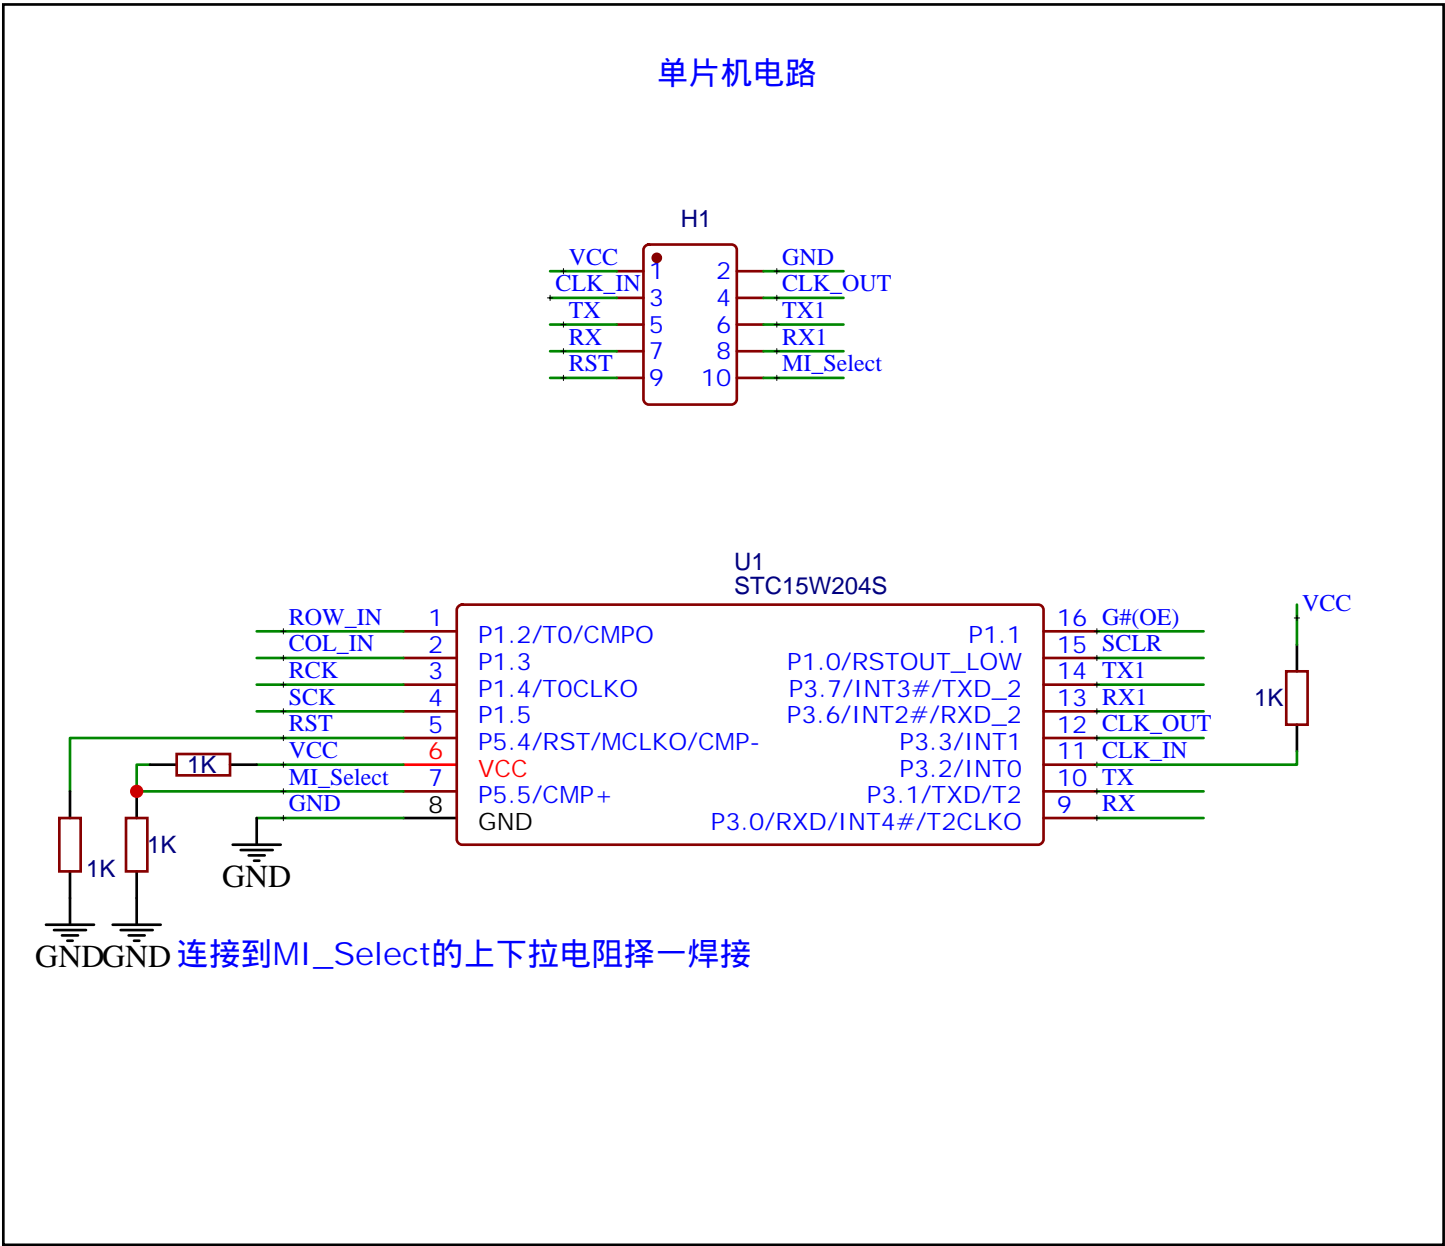 单片机电路
H1
VCC 1 2 GND
CLK_IN 3 4 CLK_OUT
TX 5 6 TX1
RX 7 8 RX1
RST 9 10 MI_Select
U1
STC15W204S
ROW_IN 1 P1.2/T0/CMPO P1.1 16 G#(OE)
COL_IN 2 P1.3 P1.0/RSTOUT_LOW 15 SCLR
RCK 3 P1.4/T0CLKO P3.7/INT3#/TXD_2 14 TX1
SCK 4 P1.5 P3.6/INT2#/RXD_2 13 RX1
RST 5 P5.4/RST/MCLKO/CMP- P3.3/INT1 12 CLK_OUT
VCC 6 VCC P3.2/INT0 11 CLK_IN
MI_Select 7 P5.5/CMP+ P3.1/TXD/T2 10 TX
GND 8 GND P3.0/RXD/INT4#/T2CLKO 9 RX
VCC
1K
1K
1K
1K
GND
GND
GND
连接到MI_Select的上下拉电阻择一焊接